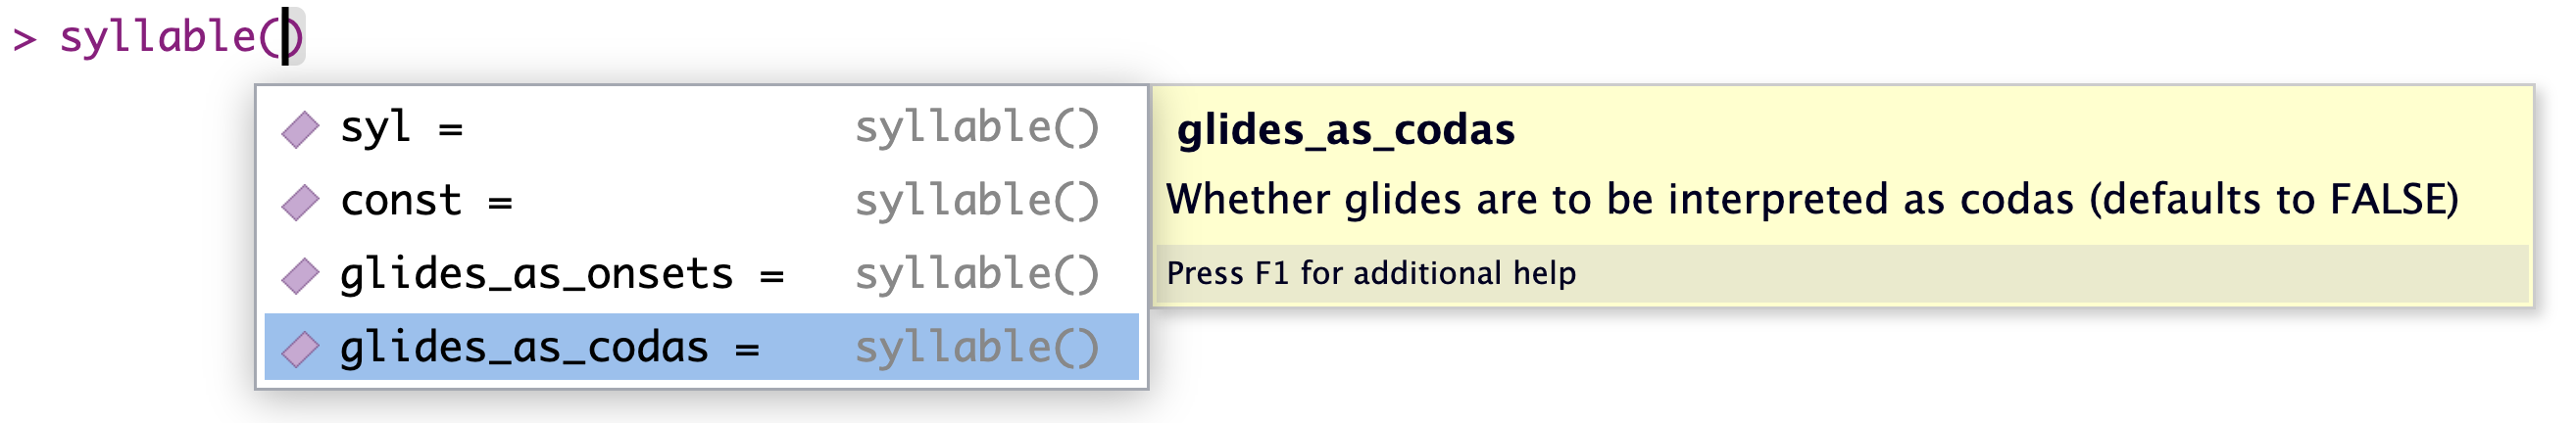 > syllable()
syl = syllable()
const = syllable()
glides_as_onsets = syllable()
glides_as_codas = syllable()
glides_as_codas
Whether glides are to be interpreted as codas (defaults to FALSE)
Press F1 for additional help